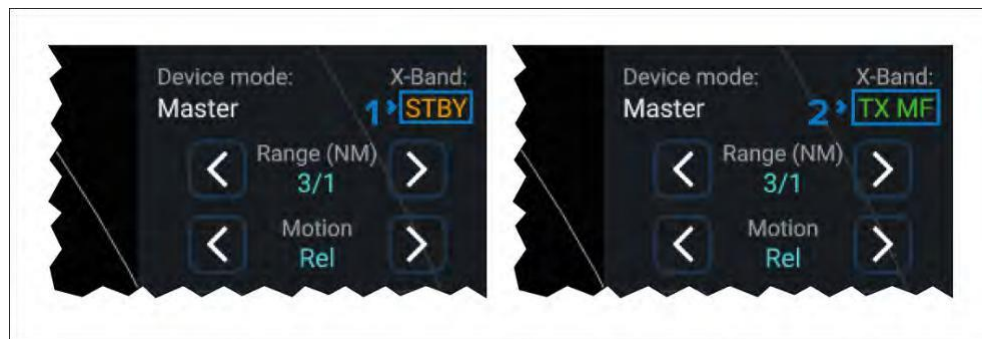 Device mode: X-Band:
Master 1 STBY
Range (NM)
3/1
Motion
Rel
Device mode: X-Band:
Master 2 TX MF
Range (NM)
3/1
Motion
Rel